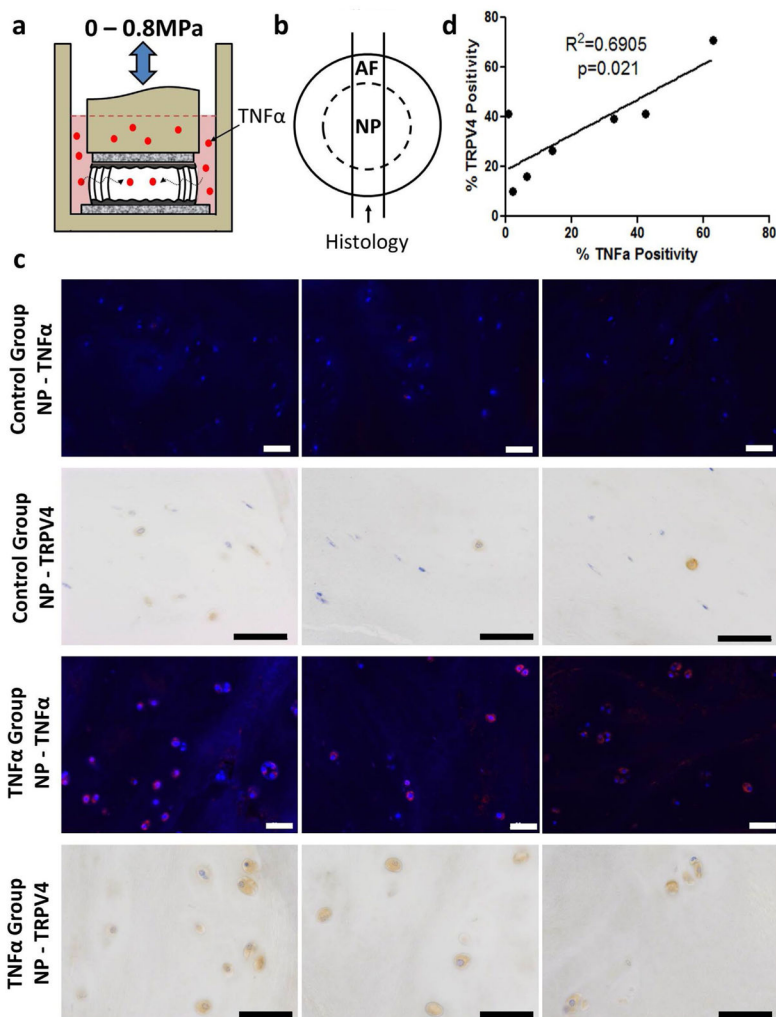 a
0 – 0.8MPa
TNFα
b
AF
NP
Histology
d
R²=0.6905
p=0.021
% TRPV4 Positivity
80
60
40
20
0
0 20 40 60 80
% TNFa Positivity
c
Control Group
NP - TNFα
Control Group
NP - TRPV4
TNFα Group
NP - TNFα
TNFα Group
NP - TRPV4